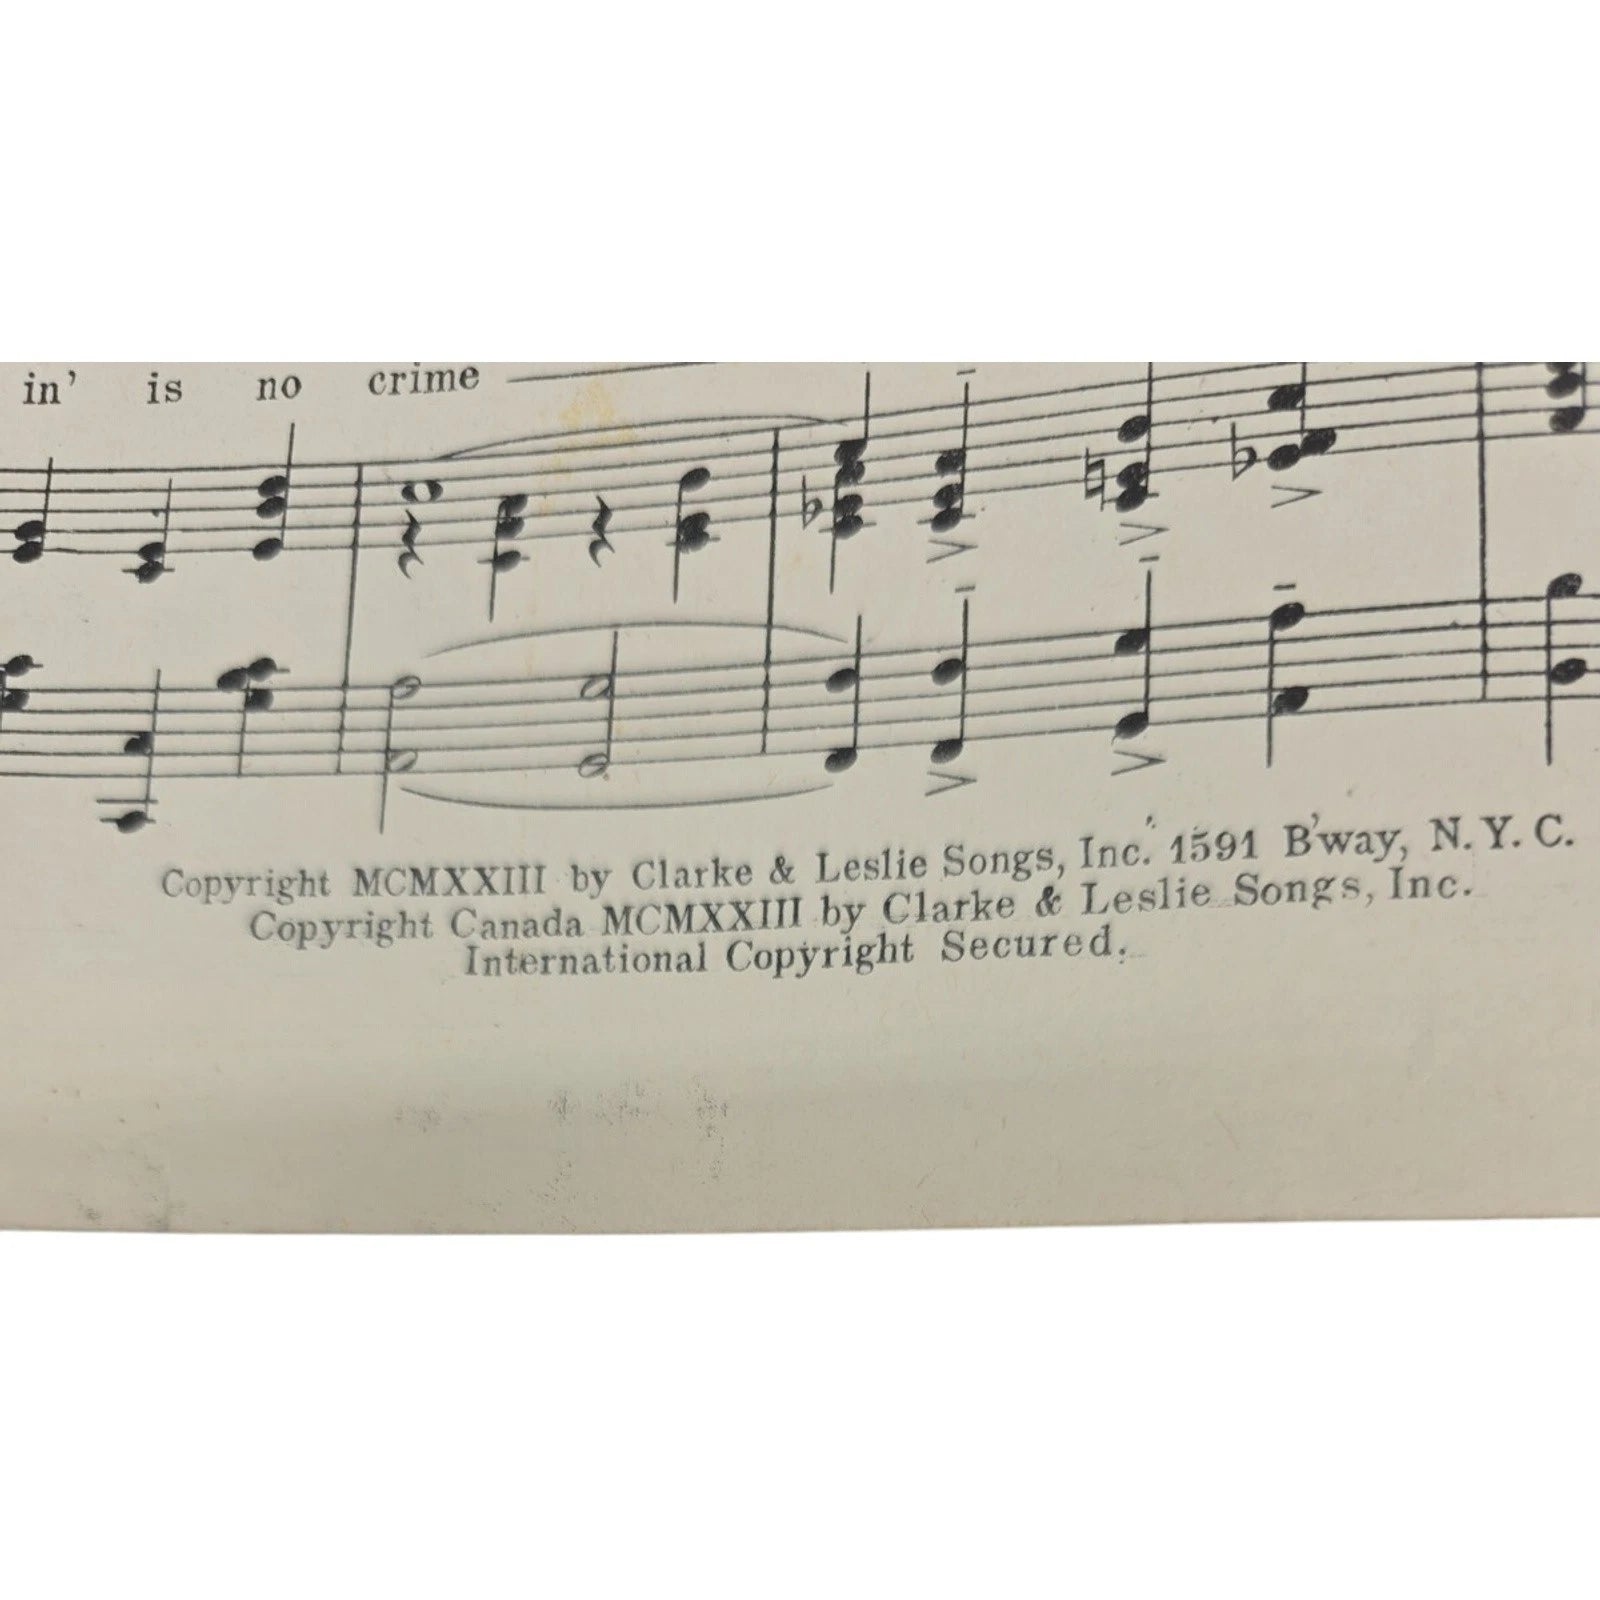 in' is no crime
Copyright MCMXXIII by Clarke & Leslie Songs, Inc. 1591 B'way, N. Y. C.
Copyright Canada MCMXXIII by Clarke & Leslie Songs, Inc.
International Copyright Secured.